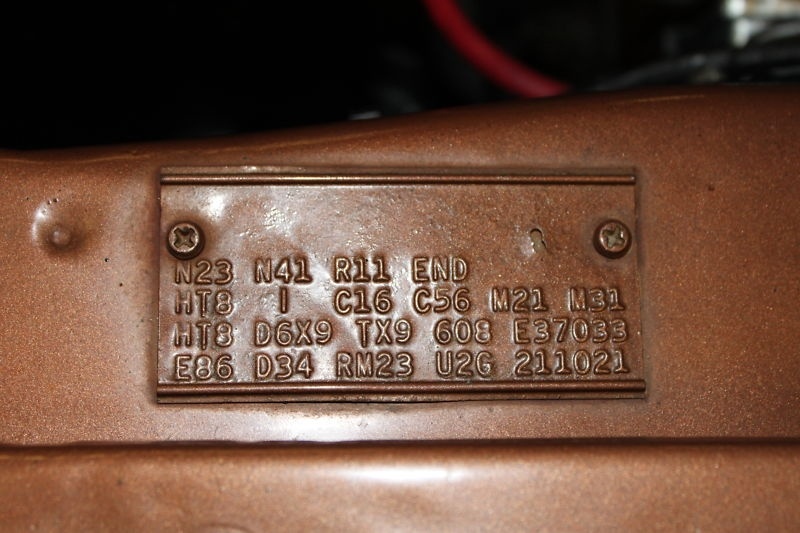 N23 N41 R11 END
HT8 I C16 C56 M21 M31
HT8 D6X9 TX9 608 E37033
E86 D34 RM23 U2G 211021